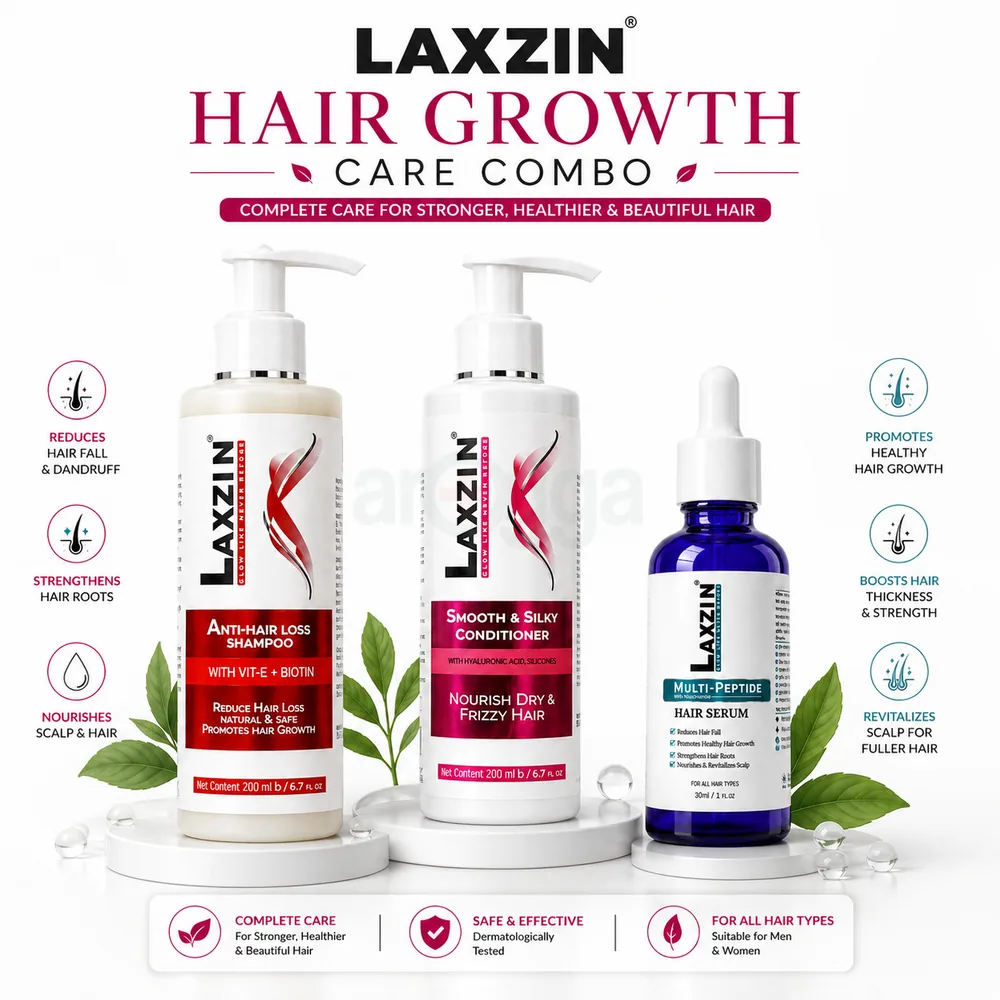 LAXZIN®
HAIR GROWTH
CARE COMBO
COMPLETE CARE FOR STRONGER, HEALTHIER & BEAUTIFUL HAIR
REDUCES
HAIR FALL
& DANDRUFF
STRENGTHENS
HAIR ROOTS
NOURISHES
SCALP & HAIR
LAXZIN®
GLOW LIKE NEVER BEFORE
ANTI-HAIR LOSS
SHAMPOO
WITH VIT-E + BIOTIN
REDUCE HAIR LOSS
NATURAL & SAFE
PROMOTES HAIR GROWTH
Net Content 200 ml b / 6.7 FL OZ
LAXZIN®
GLOW LIKE NEVER BEFORE
SMOOTH & SILKY
CONDITIONER
WITH HYALURONIC ACID, SILICONES
NOURISH DRY &
FRIZZY HAIR
Net Content 200 ml b / 6.7 FL OZ
LAXZIN®
GLOW LIKE NEVER BEFORE
MULTI-PEPTIDE
HAIR SERUM
Reduces Hair Fall
Promotes Healthy Hair Growth
Strengthens Hair Roots
Nourishes & Revitalizes Scalp
FOR ALL HAIR TYPES
30ml / 1 FL OZ
PROMOTES
HEALTHY
HAIR GROWTH
BOOSTS HAIR
THICKNESS
& STRENGTH
REVITALIZES
SCALP FOR
FULLER HAIR
arogga
COMPLETE CARE
For Stronger, Healthier
& Beautiful Hair
SAFE & EFFECTIVE
Dermatologically
Tested
FOR ALL HAIR TYPES
Suitable for Men
& Women